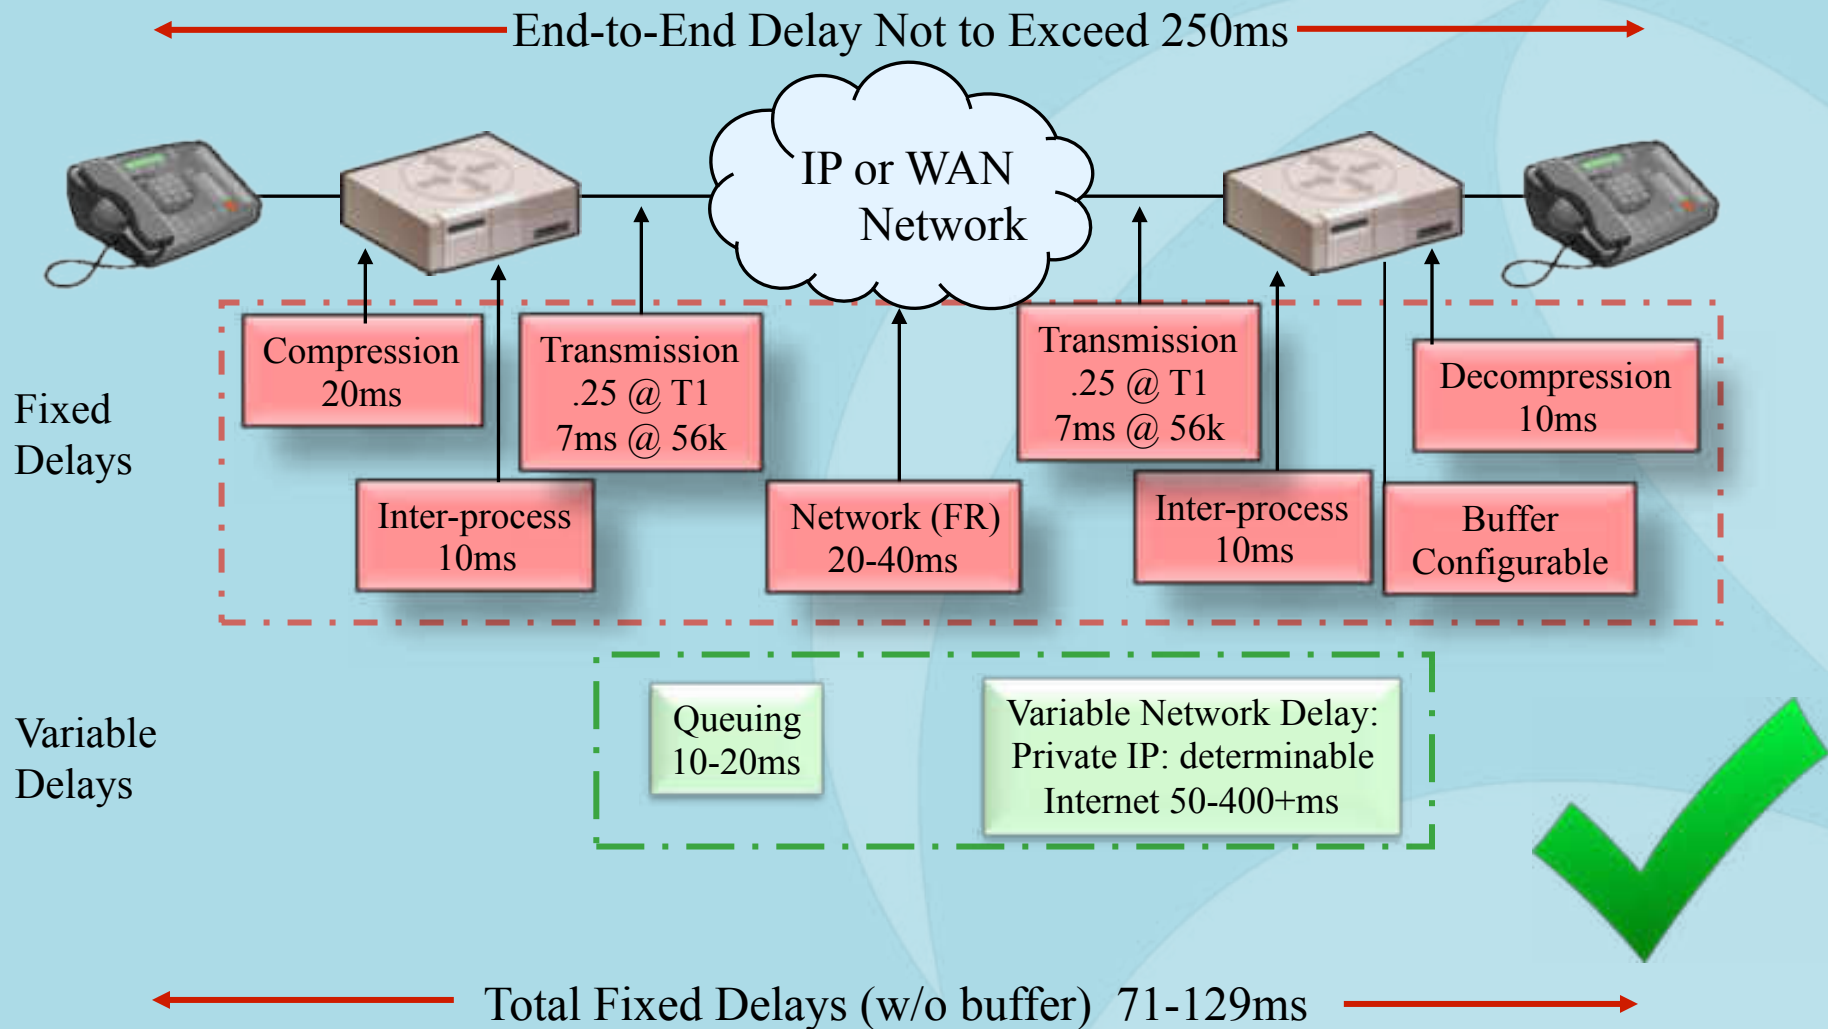 End-to-End Delay Not to Exceed 250ms
IP or WAN
Network
Fixed
Delays
Compression
20ms
Inter-process
10ms
Transmission
.25 @ T1
7ms @ 56k
Network (FR)
20-40ms
Transmission
.25 @ T1
7ms @ 56k
Inter-process
10ms
Buffer
Configurable
Decompression
10ms
Variable
Delays
Queuing
10-20ms
Variable Network Delay:
Private IP: determinable
Internet 50-400+ms
Total Fixed Delays (w/o buffer) 71-129ms